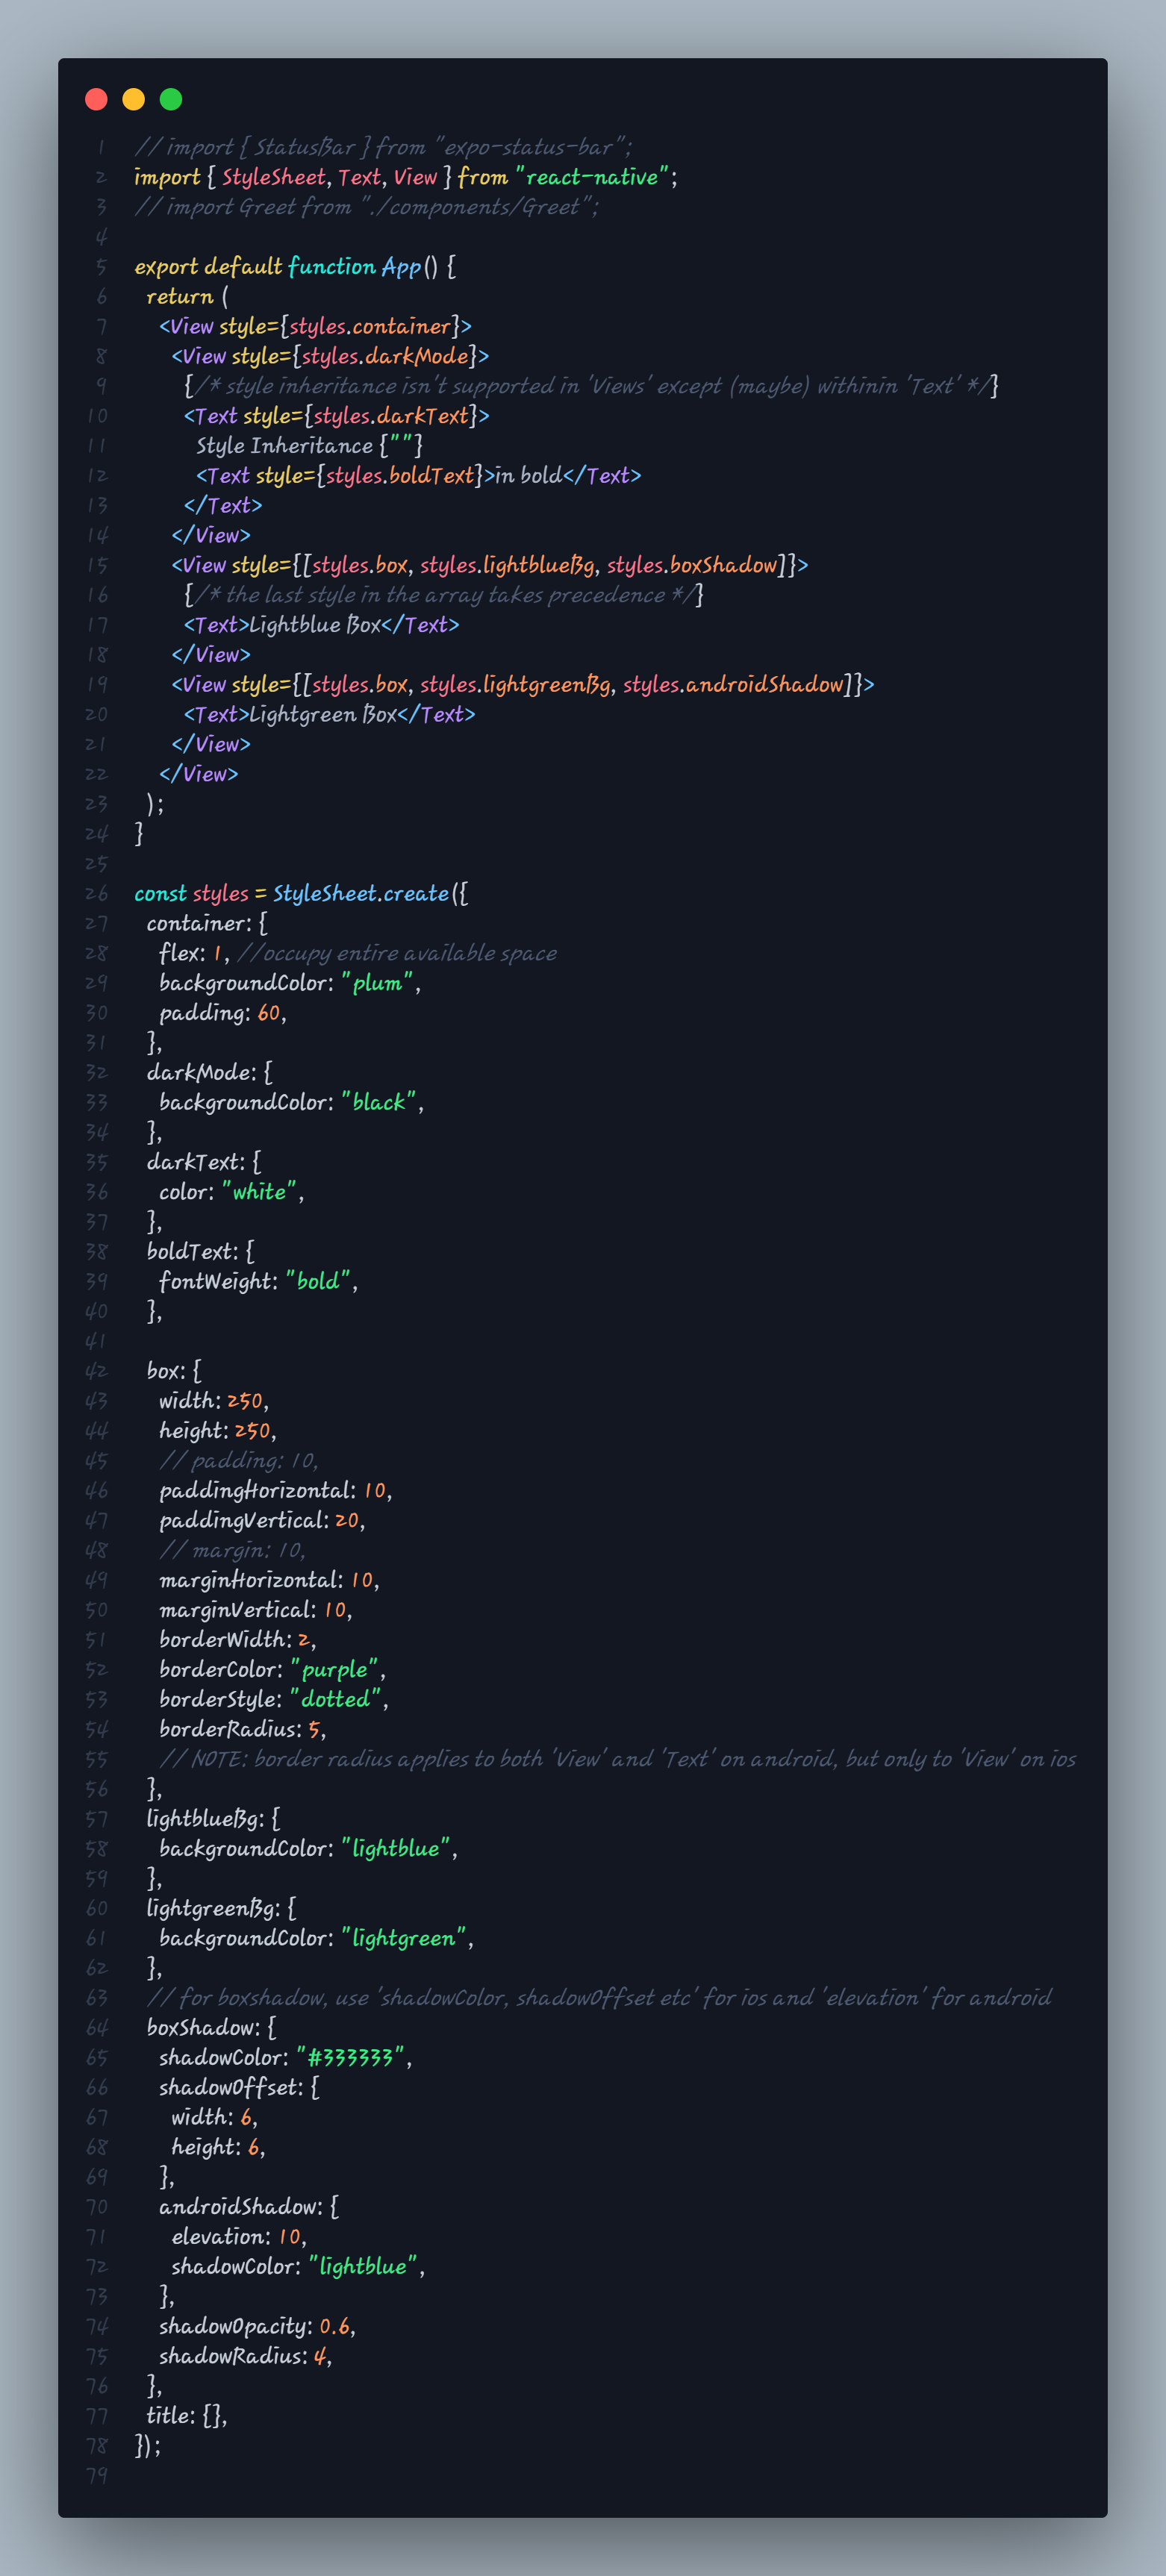 1 // import { StatusBar } from "expo-status-bar";
2 import { StyleSheet, Text, View } from "react-native";
3 // import Greet from "./components/Greet";
4
5 export default function App() {
6   return (
7     <View style={styles.container}>
8       <View style={styles.darkMode}>
9         {/* style inheritance isn't supported in 'Views' except (maybe) withinin 'Text' */}
10         <Text style={styles.darkText}>
11           Style Inheritance {""}
12           <Text style={styles.boldText}>in bold</Text>
13         </Text>
14       </View>
15       <View style={[styles.box, styles.lightblueBg, styles.boxShadow]}>
16         {/* the last style in the array takes precedence */}
17         <Text>Lightblue Box</Text>
18       </View>
19       <View style={[styles.box, styles.lightgreenBg, styles.androidShadow]}>
20         <Text>Lightgreen Box</Text>
21       </View>
22     </View>
23   );
24 }
25
26 const styles = StyleSheet.create({
27   container: {
28     flex: 1, //occupy entire available space
29     backgroundColor: "plum",
30     padding: 60,
31   },
32   darkMode: {
33     backgroundColor: "black",
34   },
35   darkText: {
36     color: "white",
37   },
38   boldText: {
39     fontWeight: "bold",
40   },
41
42   box: {
43     width: 250,
44     height: 250,
45     // padding: 10,
46     paddingHorizontal: 10,
47     paddingVertical: 20,
48     // margin: 10,
49     marginHorizontal: 10,
50     marginVertical: 10,
51     borderWidth: 2,
52     borderColor: "purple",
53     borderStyle: "dotted",
54     borderRadius: 5,
55     // NOTE: border radius applies to both 'View' and 'Text' on android, but only to 'View' on ios
56   },
57   lightblueBg: {
58     backgroundColor: "lightblue",
59   },
60   lightgreenBg: {
61     backgroundColor: "lightgreen",
62   },
63   // for boxshadow, use 'shadowColor, shadowOffset etc' for ios and 'elevation' for android
64   boxShadow: {
65     shadowColor: "#333333",
66     shadowOffset: {
67       width: 6,
68       height: 6,
69     },
70     androidShadow: {
71       elevation: 10,
72       shadowColor: "lightblue",
73     },
74     shadowOpacity: 0.6,
75     shadowRadius: 4,
76   },
77   title: {},
78 });
79